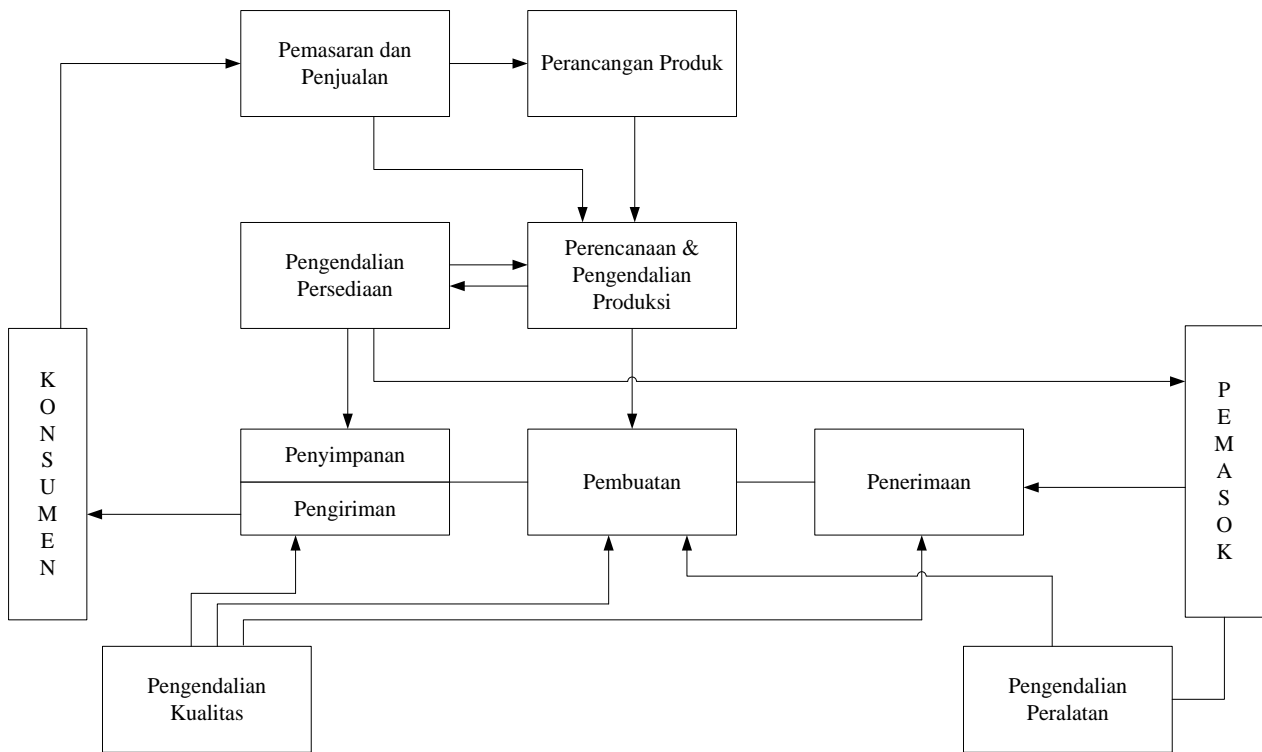 Pemasaran dan
Penjualan
Perancangan Produk
Pengendalian
Persediaan
Perencanaan &
Pengendalian
Produksi
K
O
N
S
U
M
E
N
P
E
M
A
S
O
K
Penyimpanan
Pengiriman
Pembuatan
Penerimaan
Pengendalian
Kualitas
Pengendalian
Peralatan